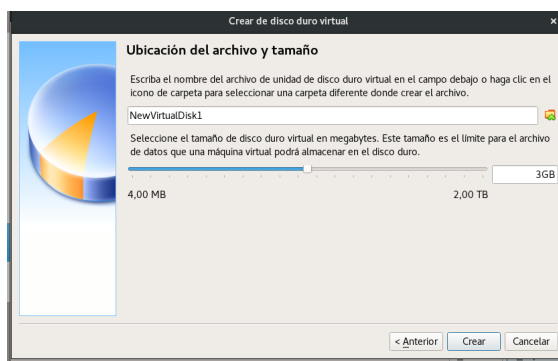 Crear de disco duro virtual
Ubicación del archivo y tamaño
Escriba el nombre del archivo de unidad de disco duro virtual en el campo debajo o haga clic en el
icono de carpeta para seleccionar una carpeta diferente donde crear el archivo.
NewVirtualDisk1
Seleccione el tamaño de disco duro virtual en megabytes. Este tamaño es el límite para el archivo
de datos que una máquina virtual podrá almacenar en el disco duro.
3GB
4,00 MB 2,00 TB
< Anterior Crear Cancelar